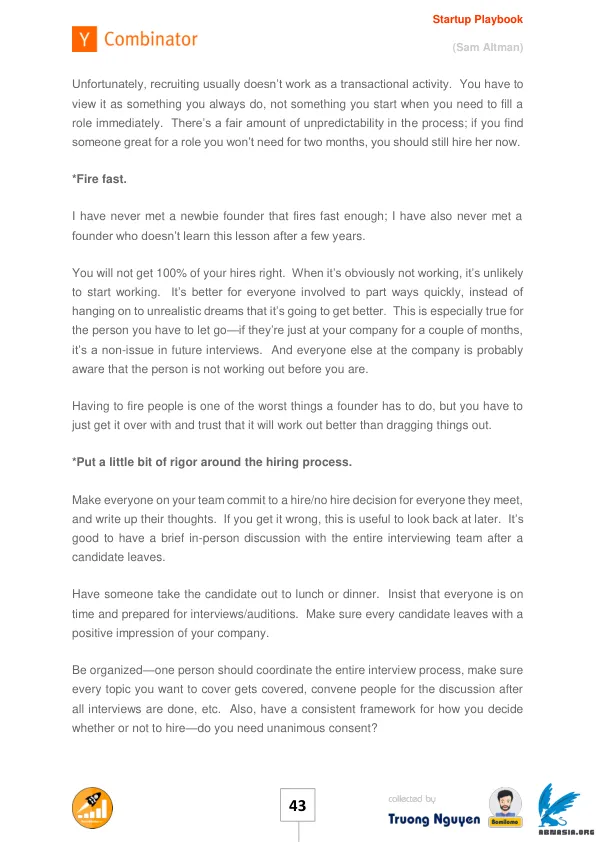 Startup Playbook
Y Combinator
(Sam Altman)
Unfortunately, recruiting usually doesn’t work as a transactional activity.  You have to
view it as something you always do, not something you start when you need to fill a
role immediately.  There’s a fair amount of unpredictability in the process; if you find
someone great for a role you won’t need for two months, you should still hire her now.
*Fire fast.
I have never met a newbie founder that fires fast enough; I have also never met a
founder who doesn’t learn this lesson after a few years.
You will not get 100% of your hires right.  When it’s obviously not working, it’s unlikely
to start working.  It’s better for everyone involved to part ways quickly, instead of
hanging on to unrealistic dreams that it’s going to get better.  This is especially true for
the person you have to let go—if they’re just at your company for a couple of months,
it’s a non-issue in future interviews.  And everyone else at the company is probably
aware that the person is not working out before you are.
Having to fire people is one of the worst things a founder has to do, but you have to
just get it over with and trust that it will work out better than dragging things out.
*Put a little bit of rigor around the hiring process.
Make everyone on your team commit to a hire/no hire decision for everyone they meet,
and write up their thoughts.  If you get it wrong, this is useful to look back at later.  It’s
good to have a brief in-person discussion with the entire interviewing team after a
candidate leaves.
Have someone take the candidate out to lunch or dinner.  Insist that everyone is on
time and prepared for interviews/auditions.  Make sure every candidate leaves with a
positive impression of your company.
Be organized—one person should coordinate the entire interview process, make sure
every topic you want to cover gets covered, convene people for the discussion after
all interviews are done, etc.  Also, have a consistent framework for how you decide
whether or not to hire—do you need unanimous consent?
43
collected by
Truong Nguyen
ABNASIA.ORG